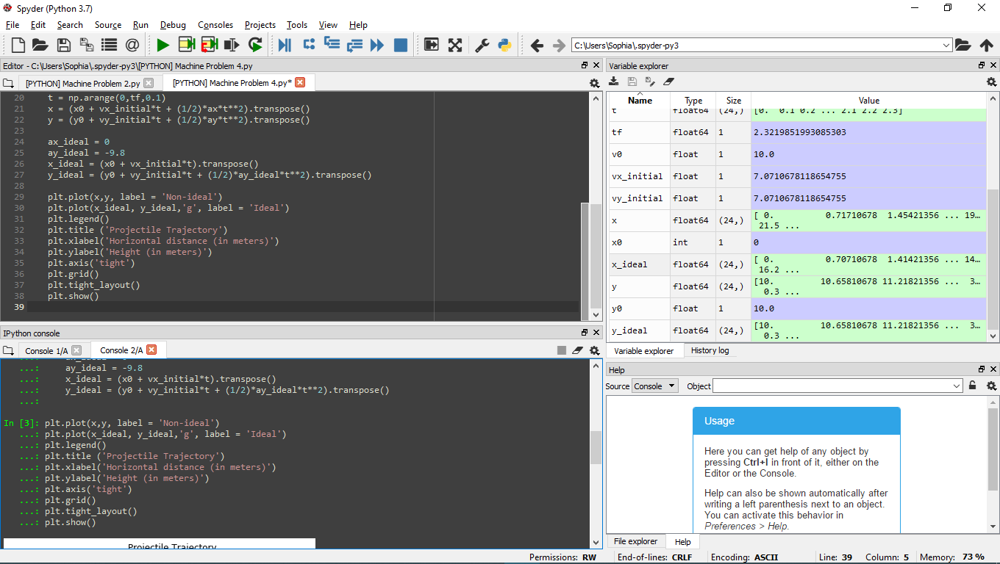 Spyder (Python 3.7)
File Edit Search Source Run Debug Consoles Projects Tools View Help
C:\Users\Sophia\.spyder-py3
Editor - C:\Users\Sophia\.spyder-py3\[PYTHON] Machine Problem 4.py
[PYTHON] Machine Problem 2.py [PYTHON] Machine Problem 4.py*
20 t = np.arange(0,tf,0.1)
21 x = (x0 + vx_initial*t + (1/2)*ax*t**2).transpose()
22 y = (y0 + vy_initial*t + (1/2)*ay*t**2).transpose()
23
24 ax_ideal = 0
25 ay_ideal = -9.8
26 x_ideal = (x0 + vx_initial*t).transpose()
27 y_ideal = (y0 + vy_initial*t + (1/2)*ay_ideal*t**2).transpose()
28
29 plt.plot(x,y, label = 'Non-ideal')
30 plt.plot(x_ideal, y_ideal,'g', label = 'Ideal')
31 plt.legend()
32 plt.title ('Projectile Trajectory')
33 plt.xlabel('Horizontal distance (in meters)')
34 plt.ylabel('Height (in meters)')
35 plt.axis('tight')
36 plt.grid()
37 plt.tight_layout()
38 plt.show()
39
IPython console
Console 1/A Console 2/A
...: ay_ideal = -9.8
...: x_ideal = (x0 + vx_initial*t).transpose()
...: y_ideal = (y0 + vy_initial*t + (1/2)*ay_ideal*t**2).transpose()
...:
In [3]: plt.plot(x,y, label = 'Non-ideal')
...: plt.plot(x_ideal, y_ideal,'g', label = 'Ideal')
...: plt.legend()
...: plt.title ('Projectile Trajectory')
...: plt.xlabel('Horizontal distance (in meters)')
...: plt.ylabel('Height (in meters)')
...: plt.axis('tight')
...: plt.grid()
...: plt.tight_layout()
...: plt.show()
Projectile Trajectory
Variable explorer
Name Type Size Value
t float64 (24,) [0. 0.1 0.2 ... 2.1 2.2 2.3]
tf float64 1 2.3219851993085303
v0 float 1 10.0
vx_initial float 1 7.0710678118654755
vy_initial float 1 7.0710678118654755
x float64 (24,) [ 0. 0.71710678 1.45421356 ... 19…
21.5 ...
x0 int 1 0
x_ideal float64 (24,) [ 0. 0.70710678 1.41421356 ... 14…
16.2 ...
y float64 (24,) [10. 10.65810678 11.21821356 ... 3…
0.3 ...
y0 float 1 10.0
y_ideal float64 (24,) [10. 10.65810678 11.21821356 ... 3…
0.3 ...
Variable explorer History log
Help
Source Console Object
Usage
Here you can get help of any object by
pressing Ctrl+I in front of it, either on the
Editor or the Console.
Help can also be shown automatically after
writing a left parenthesis next to an object.
You can activate this behavior in
Preferences > Help.
File explorer Help
Permissions: RW End-of-lines: CRLF Encoding: ASCII Line: 39 Column: 5 Memory: 73 %